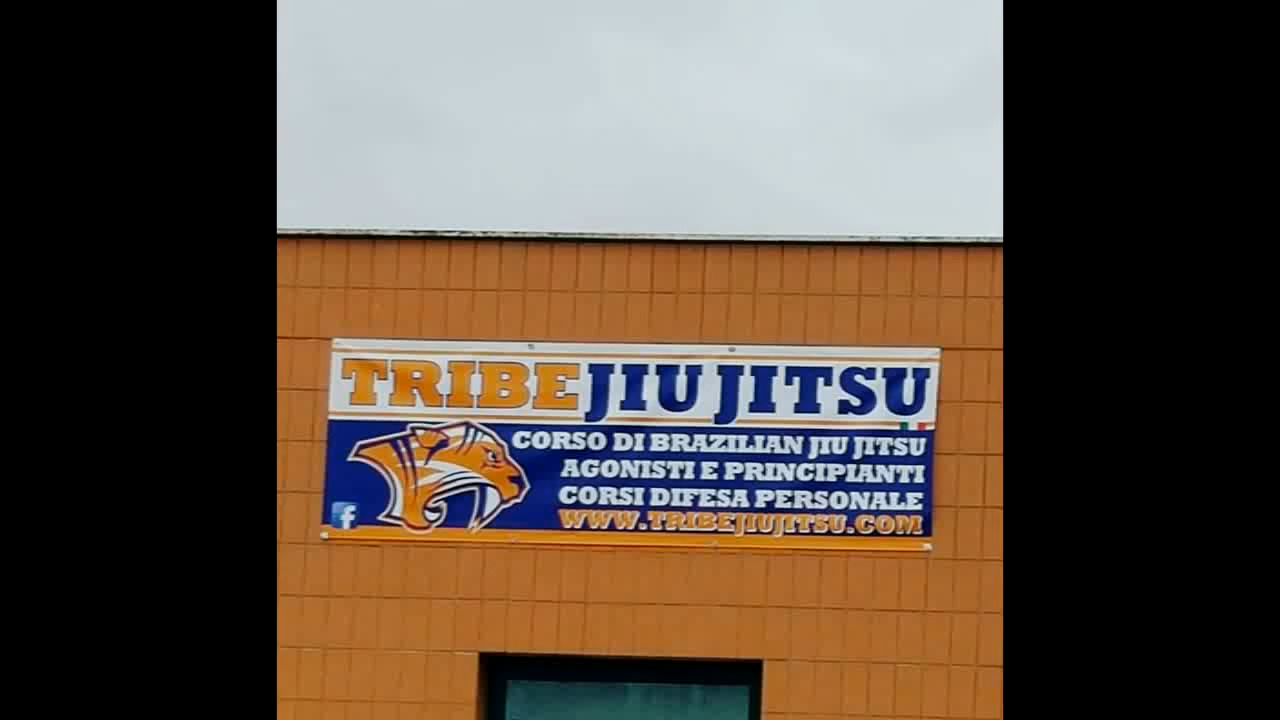 TRIBE JIU JITSU
CORSO DI BRAZILIAN JIU JITSU
AGONISTI E PRINCIPIANTI
CORSI DIFESA PERSONALE
WWW.TRIBEJIUJITSU.COM
f